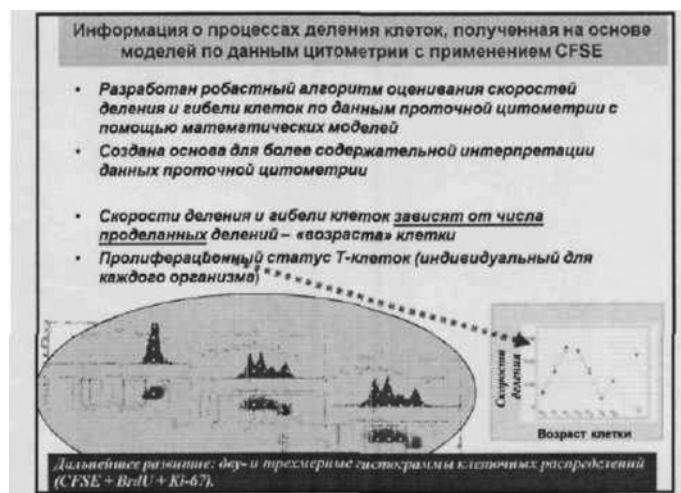 Информация о процессах деления клеток, полученная на основе
моделей по данным цитометрии с применением CFSE
• Разработан робастный алгоритм оценивания скоростей
деления и гибели клеток по данным проточной цитометрии с
помощью математических моделей
• Создана основа для более содержательной интерпретации
данных проточной цитометрии
• Скорости деления и гибели клеток зависят от числа
проделанных делений – «возраста» клетки
• Пролиферационный статус Т-клеток (индивидуальный для
каждого организма)
Скорости
деления
Возраст клетки
Дальнейшее развитие: дву- и трехмерные гистограммы клеточных распределений
(CFSE + BrdU + Ki-67).